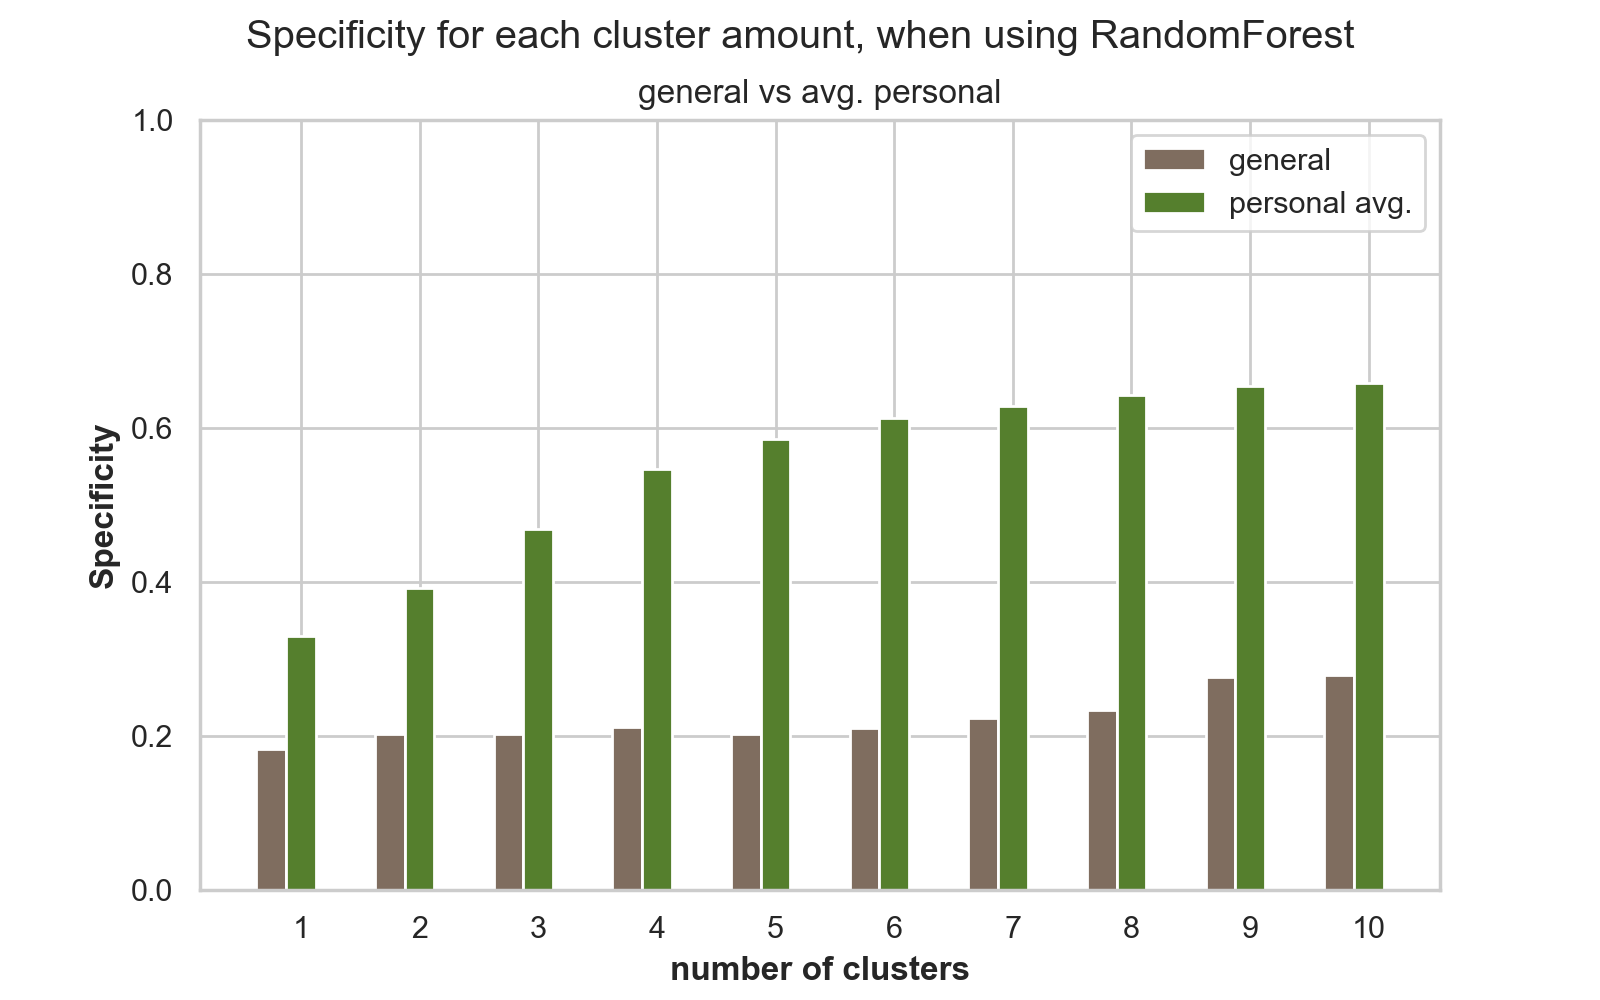 Specificity for each cluster amount, when using RandomForest
general vs avg. personal
1.0
0.8
0.6
0.4
0.2
0.0
Specificity
general
personal avg.
1 2 3 4 5 6 7 8 9 10
number of clusters